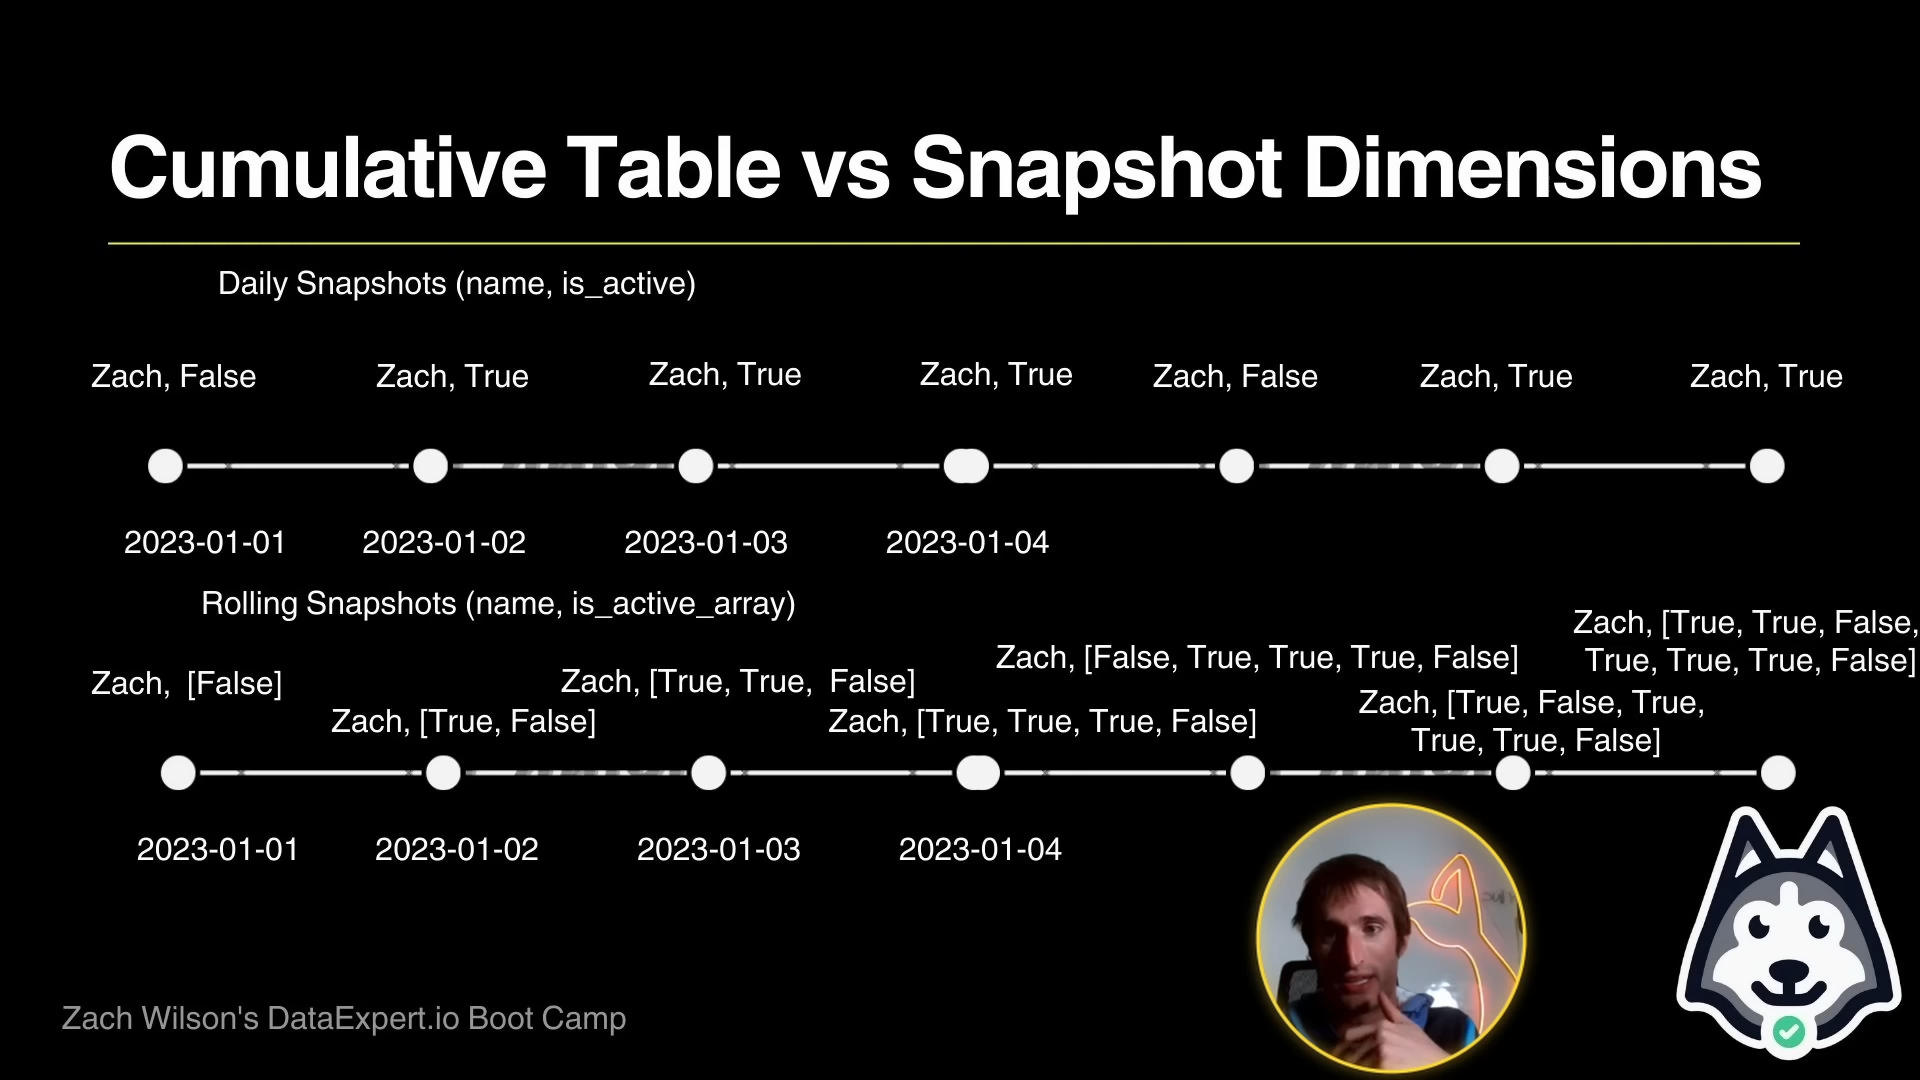 Cumulative Table vs Snapshot Dimensions
Daily Snapshots (name, is_active)
Zach, False
Zach, True
Zach, True
Zach, True
Zach, False
Zach, True
Zach, True
2023-01-01
2023-01-02
2023-01-03
2023-01-04
Rolling Snapshots (name, is_active_array)
Zach, [False]
Zach, [True, False]
Zach, [True, True, False]
Zach, [True, True, True, False]
Zach, [False, True, True, True, False]
Zach, [True, False, True,
True, True, False]
Zach, [True, True, False,
True, True, True, False]
2023-01-01
2023-01-02
2023-01-03
2023-01-04
Zach Wilson's DataExpert.io Boot Camp